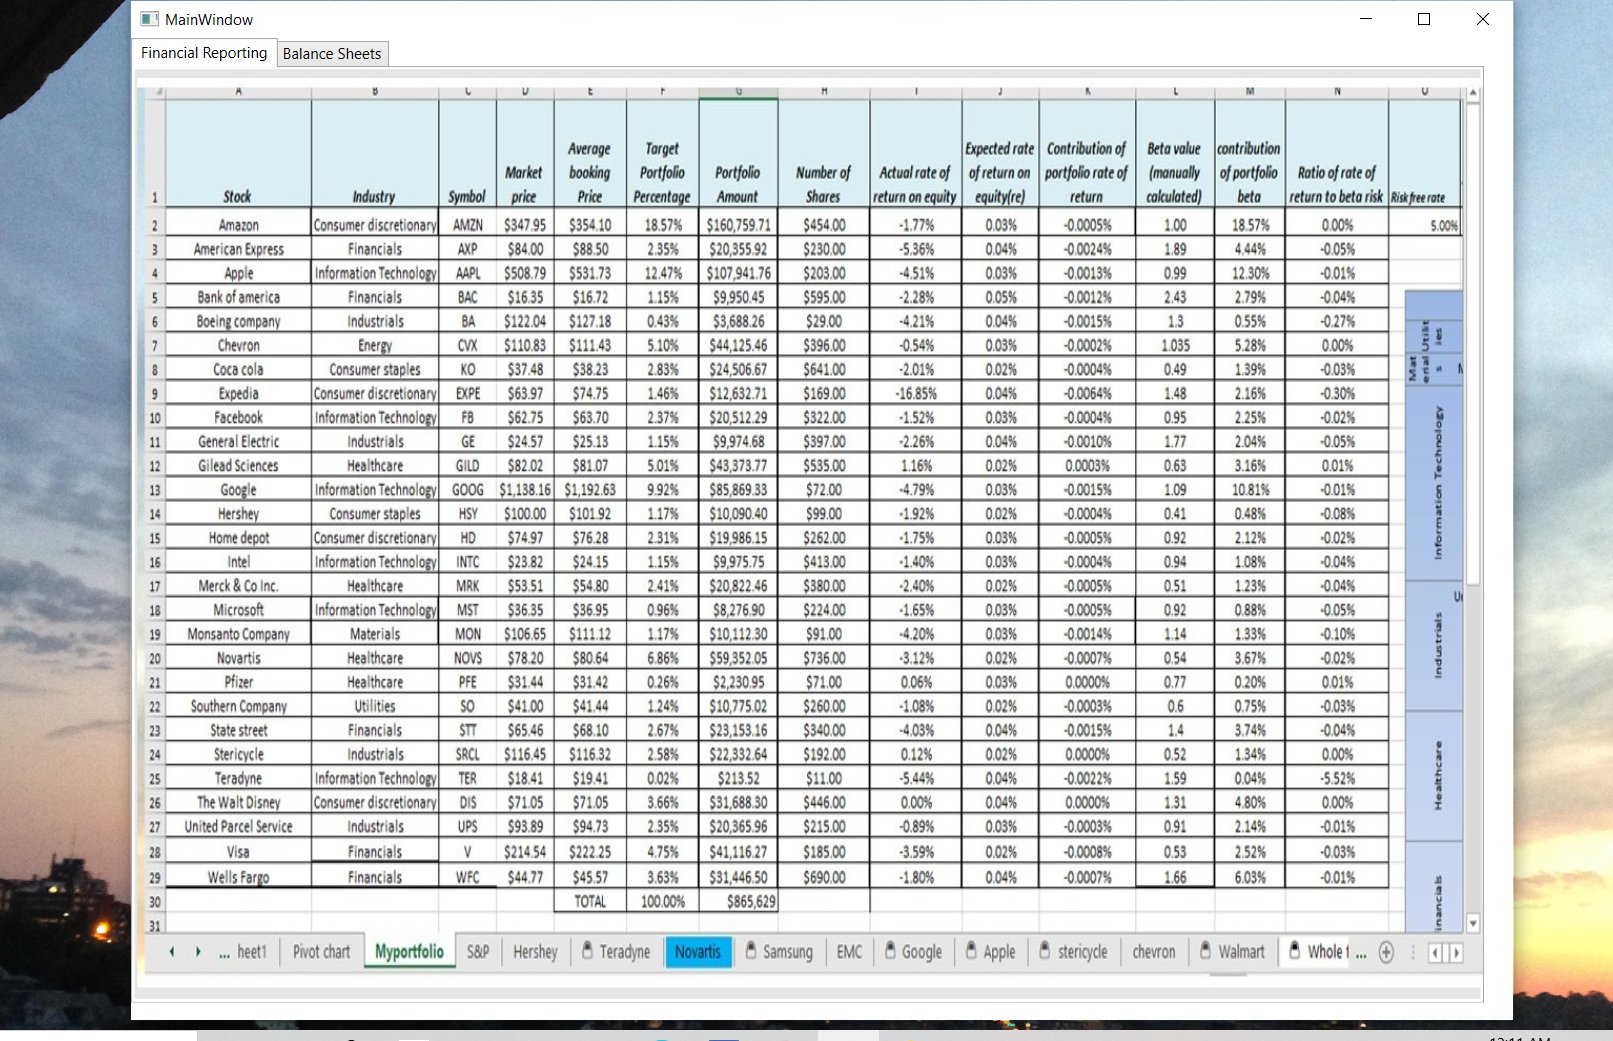 MainWindow
Financial Reporting Balance Sheets
A B C D E F G H I J K L M N O
1 Stock Industry Symbol Market price Average booking Price Target Portfolio Percentage Portfolio Amount Number of Shares Actual rate of return on equity Expected rate of return on equity(re) Contribution of portfolio rate of return Beta value (manually calculated) contribution of portfolio beta Ratio of rate of return to beta risk Risk free rate
2 Amazon Consumer discretionary AMZN $347.95 $354.10 18.57% $160,759.71 $454.00 -1.77% 0.03% -0.0005% 1.00 18.57% 0.00% 5.00%
3 American Express Financials AXP $84.00 $88.50 2.35% $20,355.92 $230.00 -5.36% 0.04% -0.0024% 1.89 4.44% -0.05%
4 Apple Information Technology AAPL $508.79 $531.73 12.47% $107,941.76 $203.00 -4.51% 0.03% -0.0013% 0.99 12.30% -0.01%
5 Bank of america Financials BAC $16.35 $16.72 1.15% $9,950.45 $595.00 -2.28% 0.05% -0.0012% 2.43 2.79% -0.04%
6 Boeing company Industrials BA $122.04 $127.18 0.43% $3,688.26 $29.00 -4.21% 0.04% -0.0015% 1.3 0.55% -0.27%
7 Chevron Energy CVX $110.83 $111.43 5.10% $44,125.46 $396.00 -0.54% 0.03% -0.0002% 1.035 5.28% 0.00%
8 Coca cola Consumer staples KO $37.48 $38.23 2.83% $24,506.67 $641.00 -2.01% 0.02% -0.0004% 0.49 1.39% -0.03%
9 Expedia Consumer discretionary EXPE $63.97 $74.75 1.46% $12,632.71 $169.00 -16.85% 0.04% -0.0064% 1.48 2.16% -0.30%
10 Facebook Information Technology FB $62.75 $63.70 2.37% $20,512.29 $322.00 -1.52% 0.03% -0.0004% 0.95 2.25% -0.02%
11 General Electric Industrials GE $24.57 $25.13 1.15% $9,974.68 $397.00 -2.26% 0.04% -0.0010% 1.77 2.04% -0.05%
12 Gilead Sciences Healthcare GILD $82.02 $81.07 5.01% $43,373.77 $535.00 1.16% 0.02% 0.0003% 0.63 3.16% 0.01%
13 Google Information Technology GOOG $1,138.16 $1,192.63 9.92% $85,869.33 $72.00 -4.79% 0.03% -0.0015% 1.09 10.81% -0.01%
14 Hershey Consumer staples HSY $100.00 $101.92 1.17% $10,090.40 $99.00 -1.92% 0.02% -0.0004% 0.41 0.48% -0.08%
15 Home depot Consumer discretionary HD $74.97 $76.28 2.31% $19,986.15 $262.00 -1.75% 0.03% -0.0005% 0.92 2.12% -0.02%
16 Intel Information Technology INTC $23.82 $24.15 1.15% $9,975.75 $413.00 -1.40% 0.03% -0.0004% 0.94 1.08% -0.04%
17 Merck & Co Inc. Healthcare MRK $53.51 $54.80 2.41% $20,822.46 $380.00 -2.40% 0.02% -0.0005% 0.51 1.23% -0.04%
18 Microsoft Information Technology MST $36.35 $36.95 0.96% $8,276.90 $224.00 -1.65% 0.03% -0.0005% 0.92 0.88% -0.05%
19 Monsanto Company Materials MON $106.65 $111.12 1.17% $10,112.30 $91.00 -4.20% 0.03% -0.0014% 1.14 1.33% -0.10%
20 Novartis Healthcare NOVS $78.20 $80.64 6.86% $59,352.05 $736.00 -3.12% 0.02% -0.0007% 0.54 3.67% -0.02%
21 Pfizer Healthcare PFE $31.44 $31.42 0.26% $2,230.95 $71.00 0.06% 0.03% 0.0000% 0.77 0.20% 0.01%
22 Southern Company Utilities SO $41.00 $41.44 1.24% $10,775.02 $260.00 -1.08% 0.02% -0.0003% 0.6 0.75% -0.03%
23 State street Financials STT $65.46 $68.10 2.67% $23,153.16 $340.00 -4.03% 0.04% -0.0015% 1.4 3.74% -0.04%
24 Stericycle Industrials SRCL $116.45 $116.32 2.58% $22,332.64 $192.00 0.12% 0.02% 0.0000% 0.52 1.34% 0.00%
25 Teradyne Information Technology TER $18.41 $19.41 0.02% $213.52 $11.00 -5.44% 0.04% -0.0022% 1.59 0.04% -5.52%
26 The Walt Disney Consumer discretionary DIS $71.05 $71.05 3.66% $31,688.30 $446.00 0.00% 0.04% 0.0000% 1.31 4.80% 0.00%
27 United Parcel Service Industrials UPS $93.89 $94.73 2.35% $20,365.96 $215.00 -0.89% 0.03% -0.0003% 0.91 2.14% -0.01%
28 Visa Financials V $214.54 $222.25 4.75% $41,116.27 $185.00 -3.59% 0.02% -0.0008% 0.53 2.52% -0.03%
29 Wells Fargo Financials WFC $44.77 $45.57 3.63% $31,446.50 $690.00 -1.80% 0.04% -0.0007% 1.66 6.03% -0.01%
30 TOTAL 100.00% $865,629
31
Utilit
ies
Mat
erial
s
Information Technology
Industrials
Healthcare
inancials
... heet1 Pivot chart Myportfolio S&P Hershey Teradyne Novartis Samsung EMC Google Apple stericycle chevron Walmart Whole ...